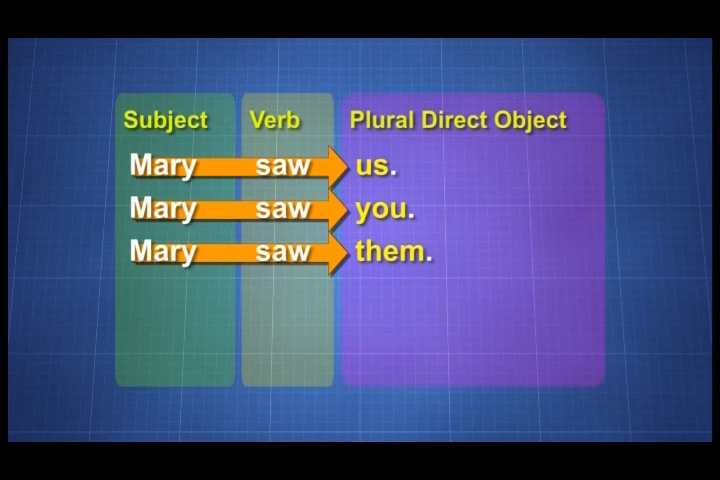 Subject Verb Plural Direct Object
Mary saw us.
Mary saw you.
Mary saw them.